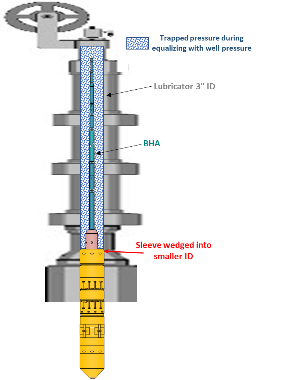 Trapped pressure during
equalizing with well pressure
Lubricator 3" ID
BHA
Sleeve wedged into
smaller ID